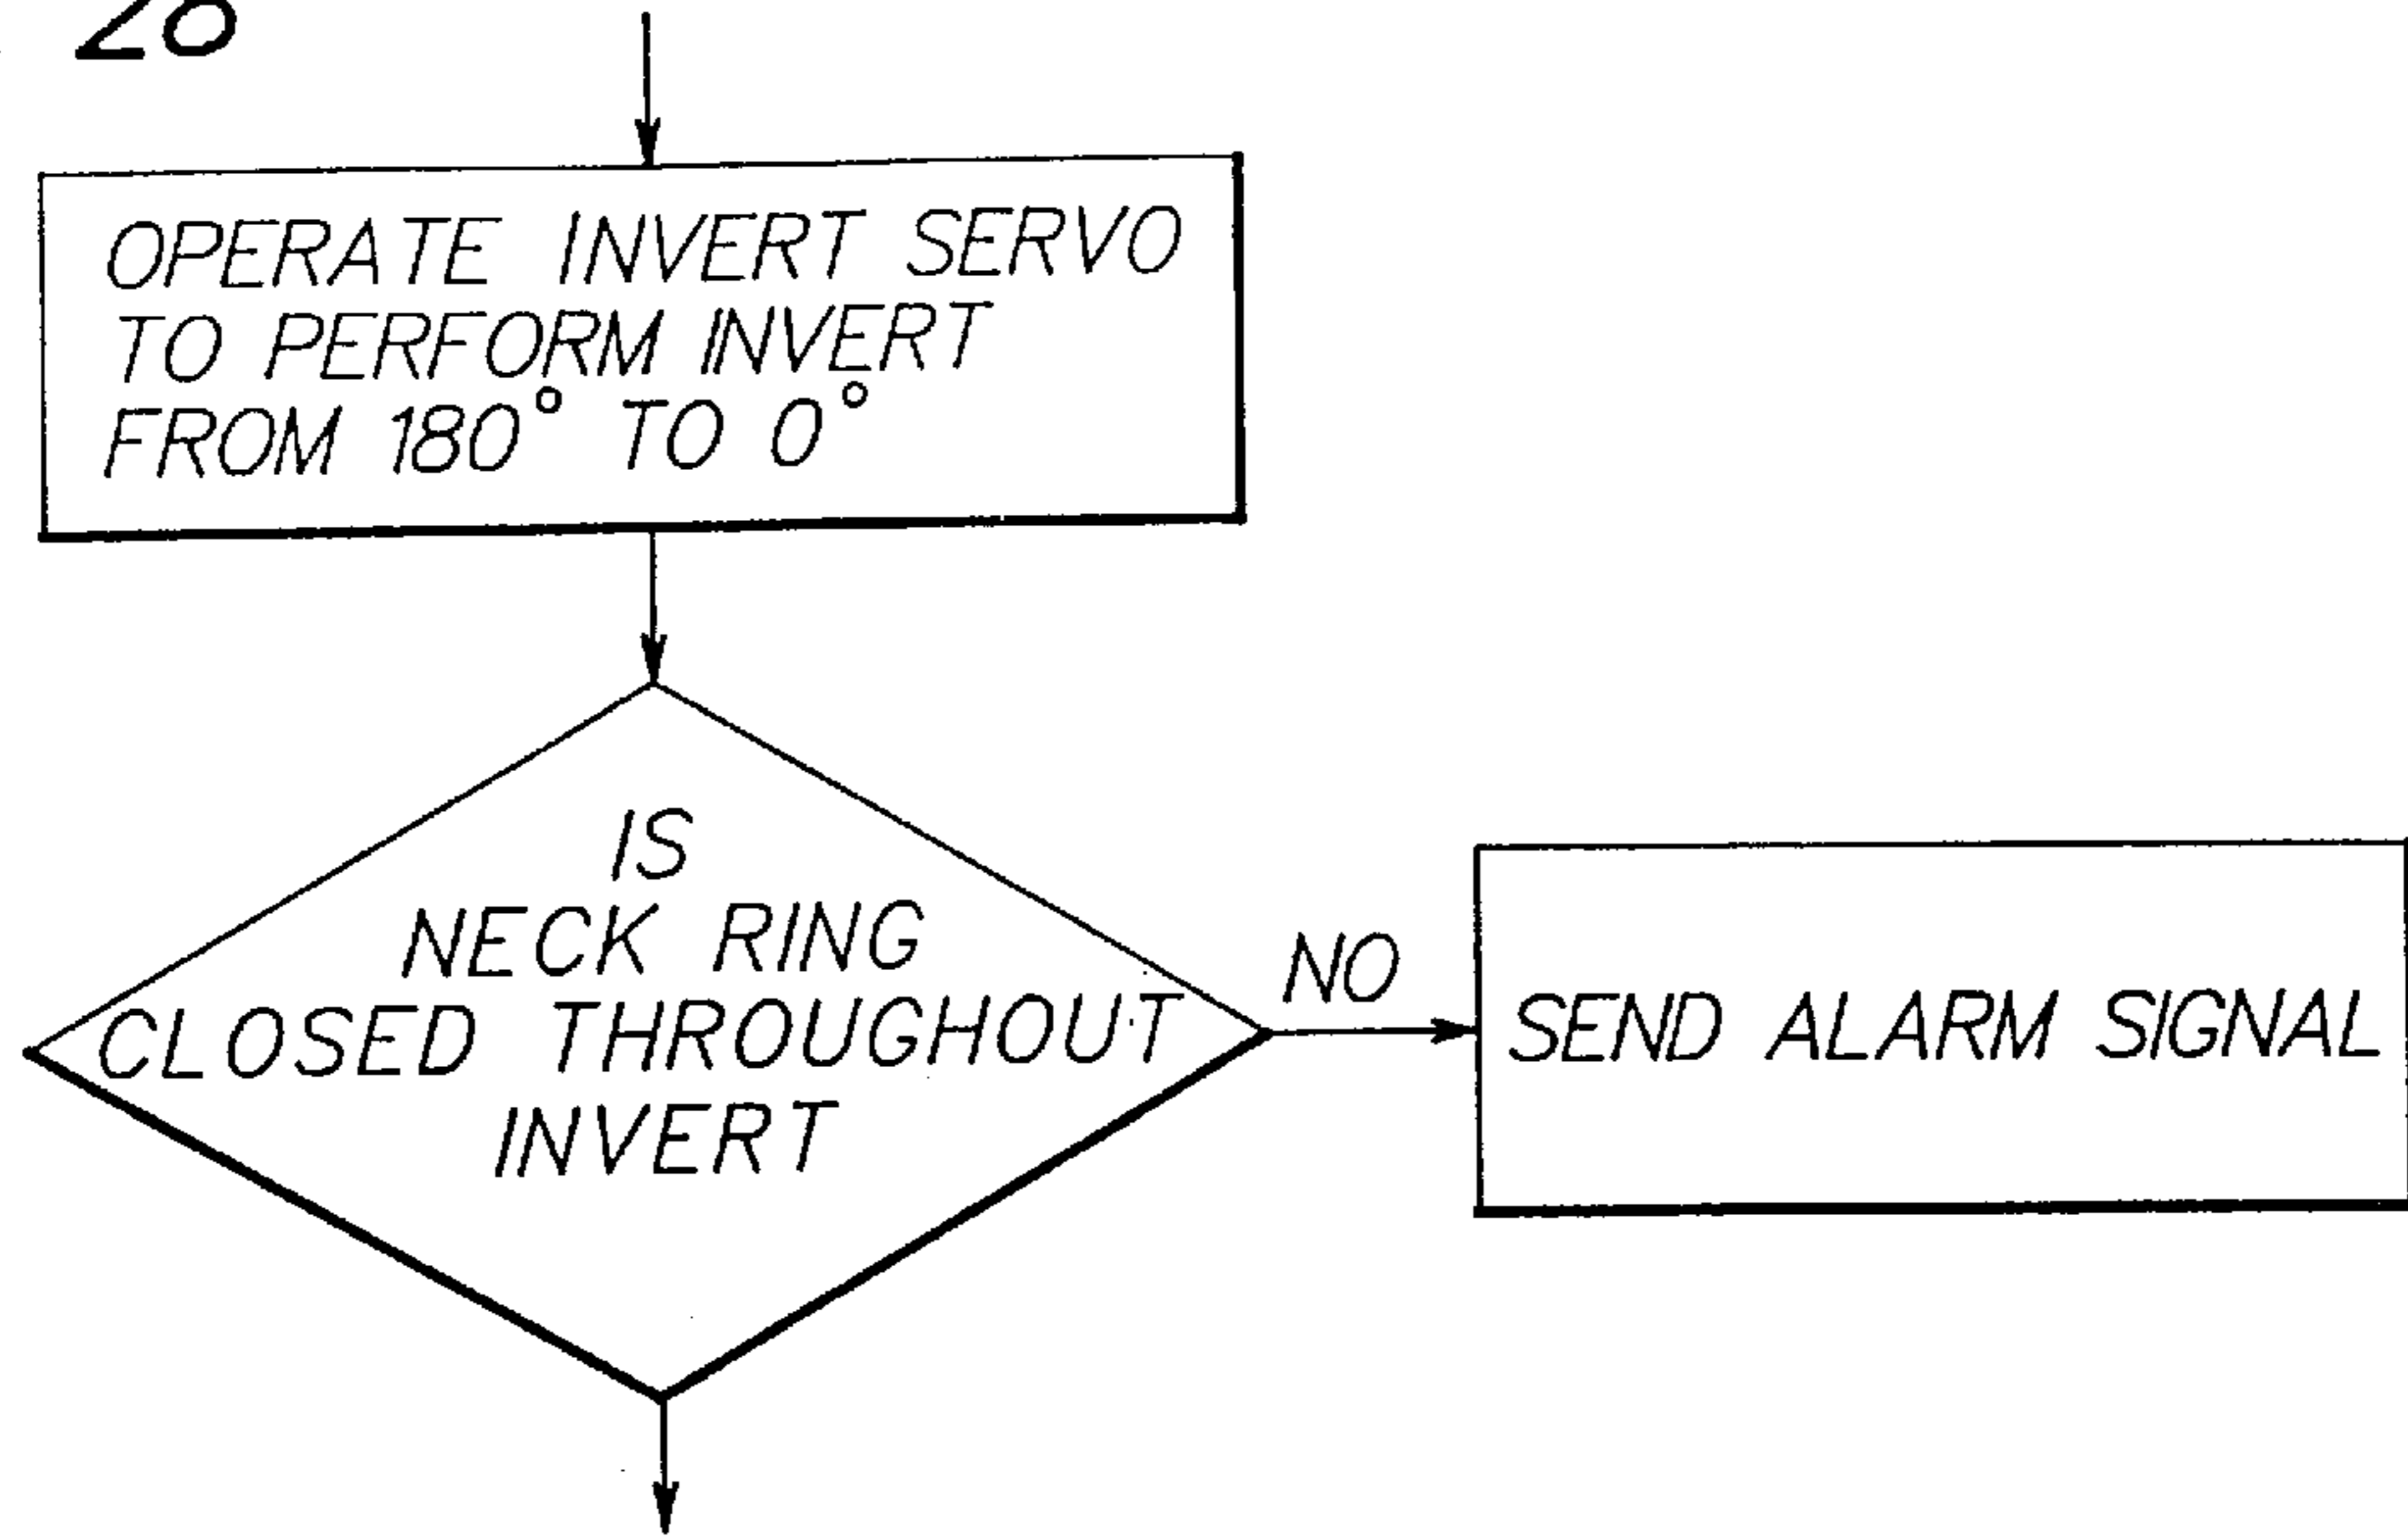 28
OPERATE INVERT SERVO
TO PERFORM INVERT
FROM 180° TO 0°
IS
NECK RING
CLOSED THROUGHOUT
INVERT
NO
SEND ALARM SIGNAL